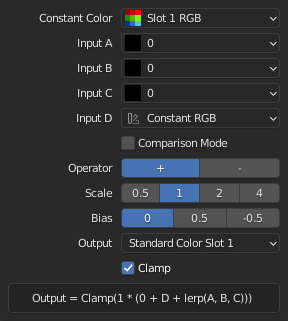 Constant Color Slot 1 RGB
Input A 0
Input B 0
Input C 0
Input D Constant RGB
Comparison Mode
Operator + -
Scale 0.5 1 2 4
Bias 0 0.5 -0.5
Output Standard Color Slot 1
Clamp
Output = Clamp(1 * (0 + D + lerp(A, B, C)))